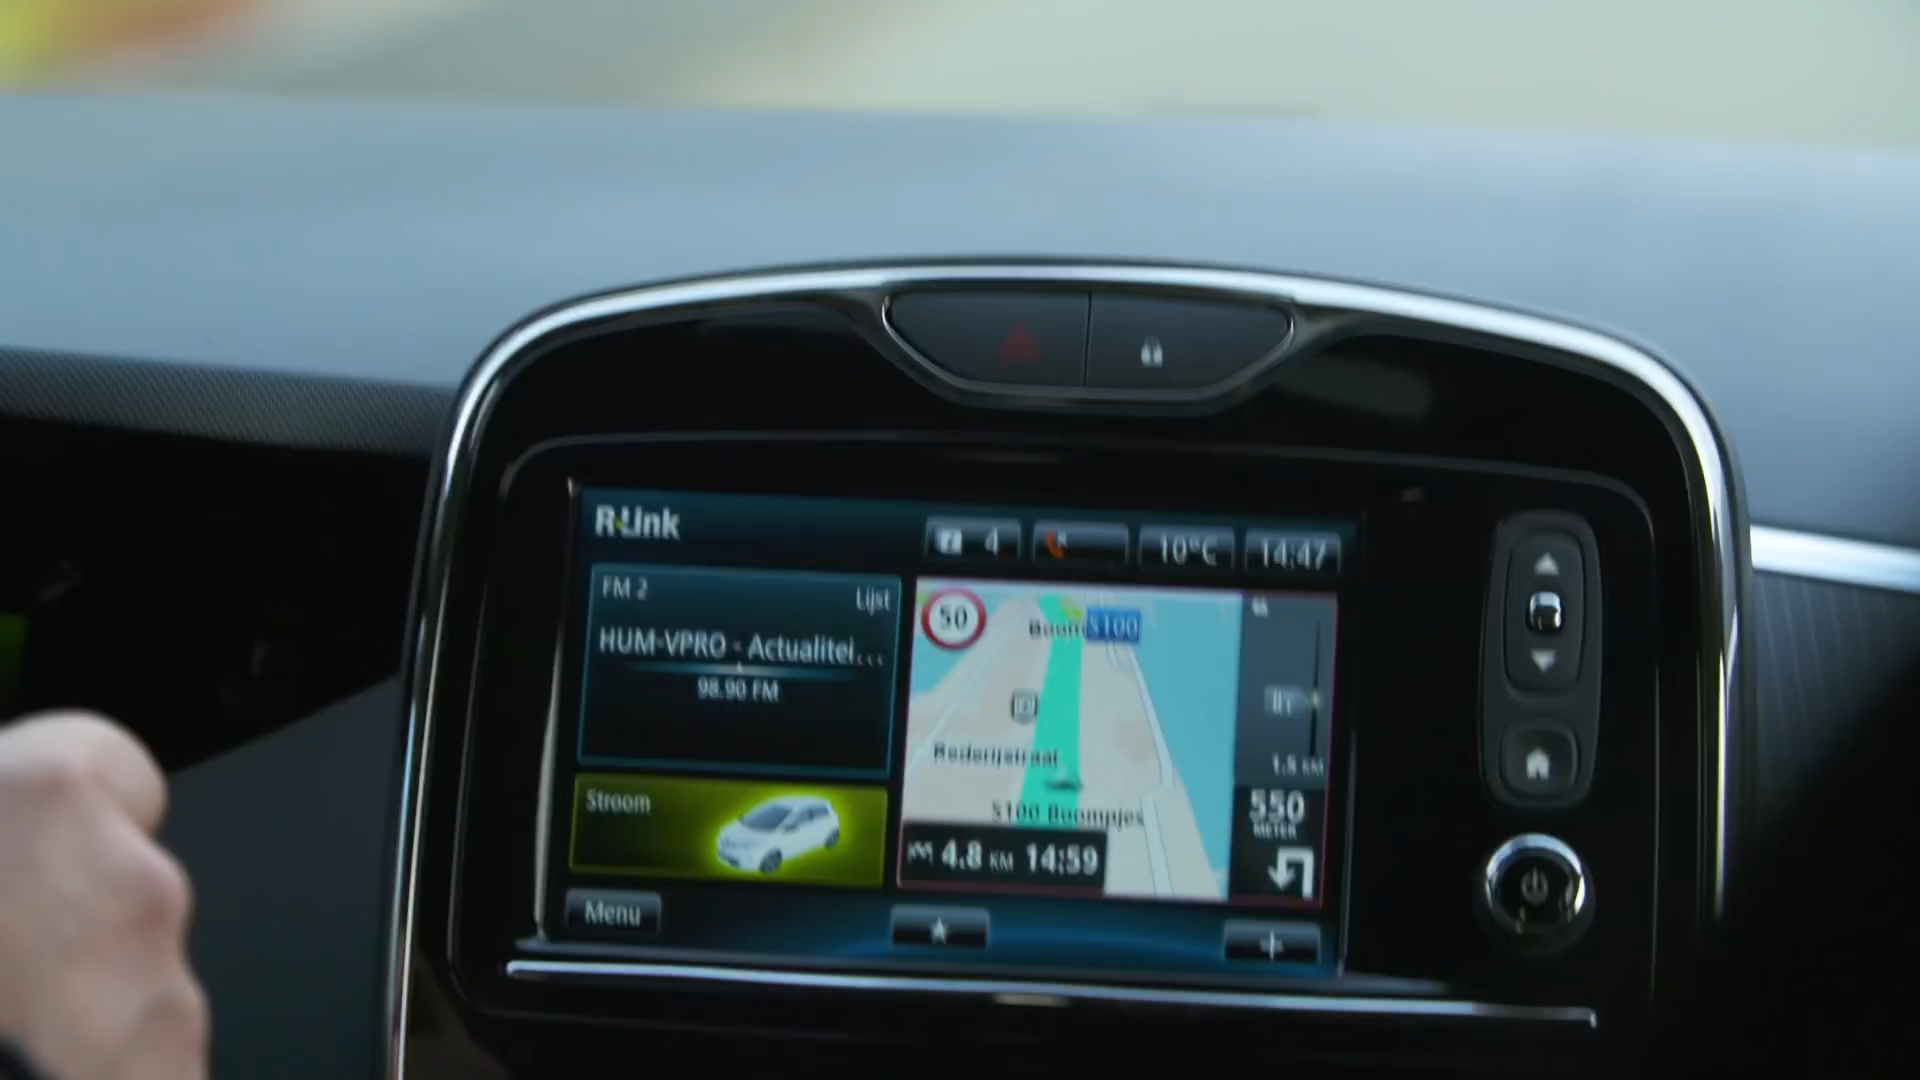 R-Link
4
10°C
14:47
FM 2
Lijst
HUM-VPRO - Actualitei...
98.90 FM
50
S100
Rederijstraat
S100 Boompjes
1.5 KM
550
METER
4.8 KM 14:59
Stroom
Menu